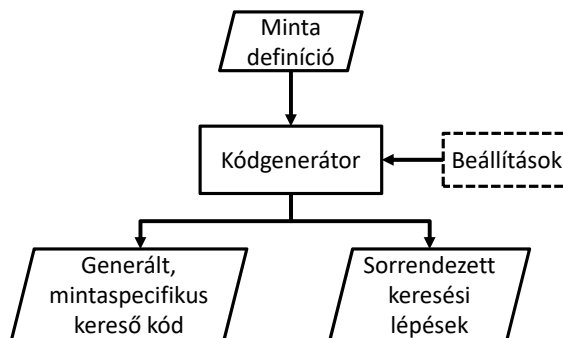 Minta
definíció
Kódgenerátor
Beállítások
Generált,
mintaspecifikus
kereső kód
Sorrendezett
keresési
lépések